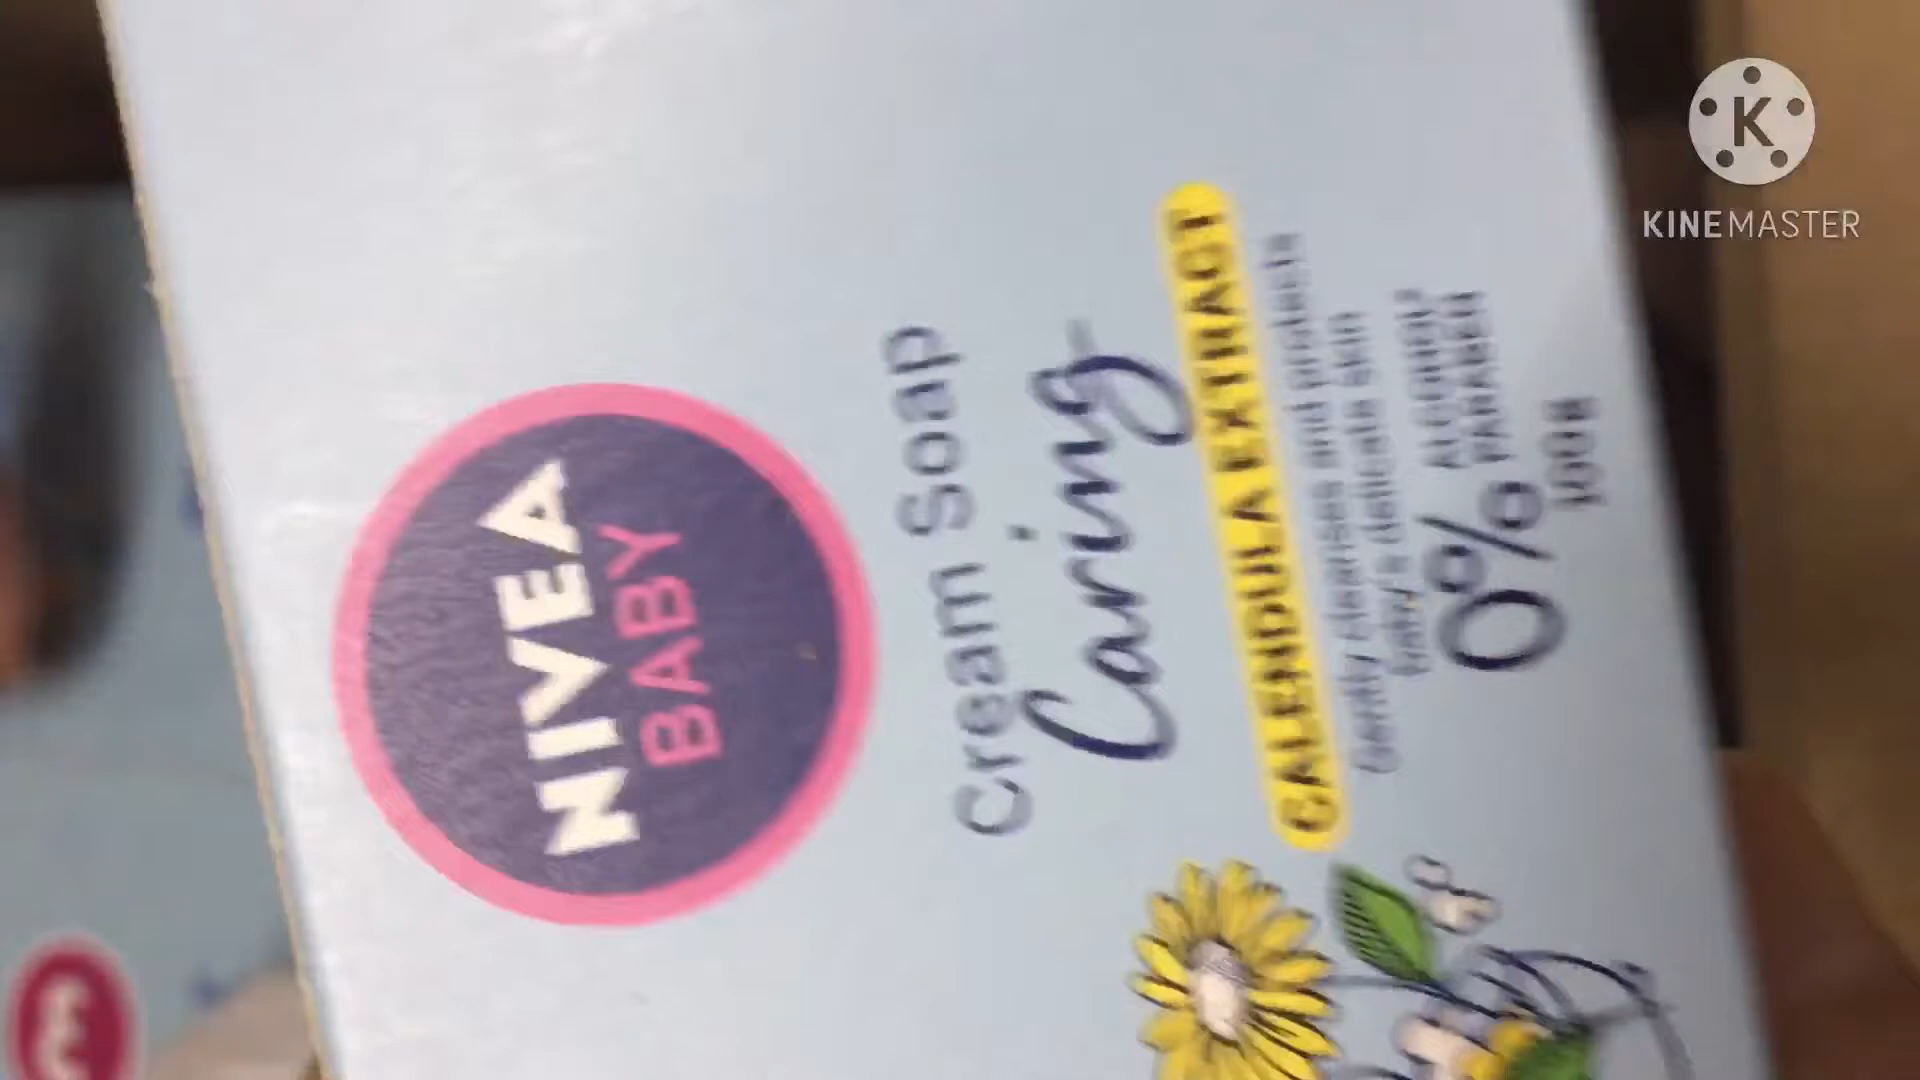 NIVEA
BABY
Cream Soap
Caring
CALENDULA EXTRACT
Gently cleanses and protects
baby's delicate skin
0%
ALCOHOL
PARABEN
100g
K
KINEMASTER